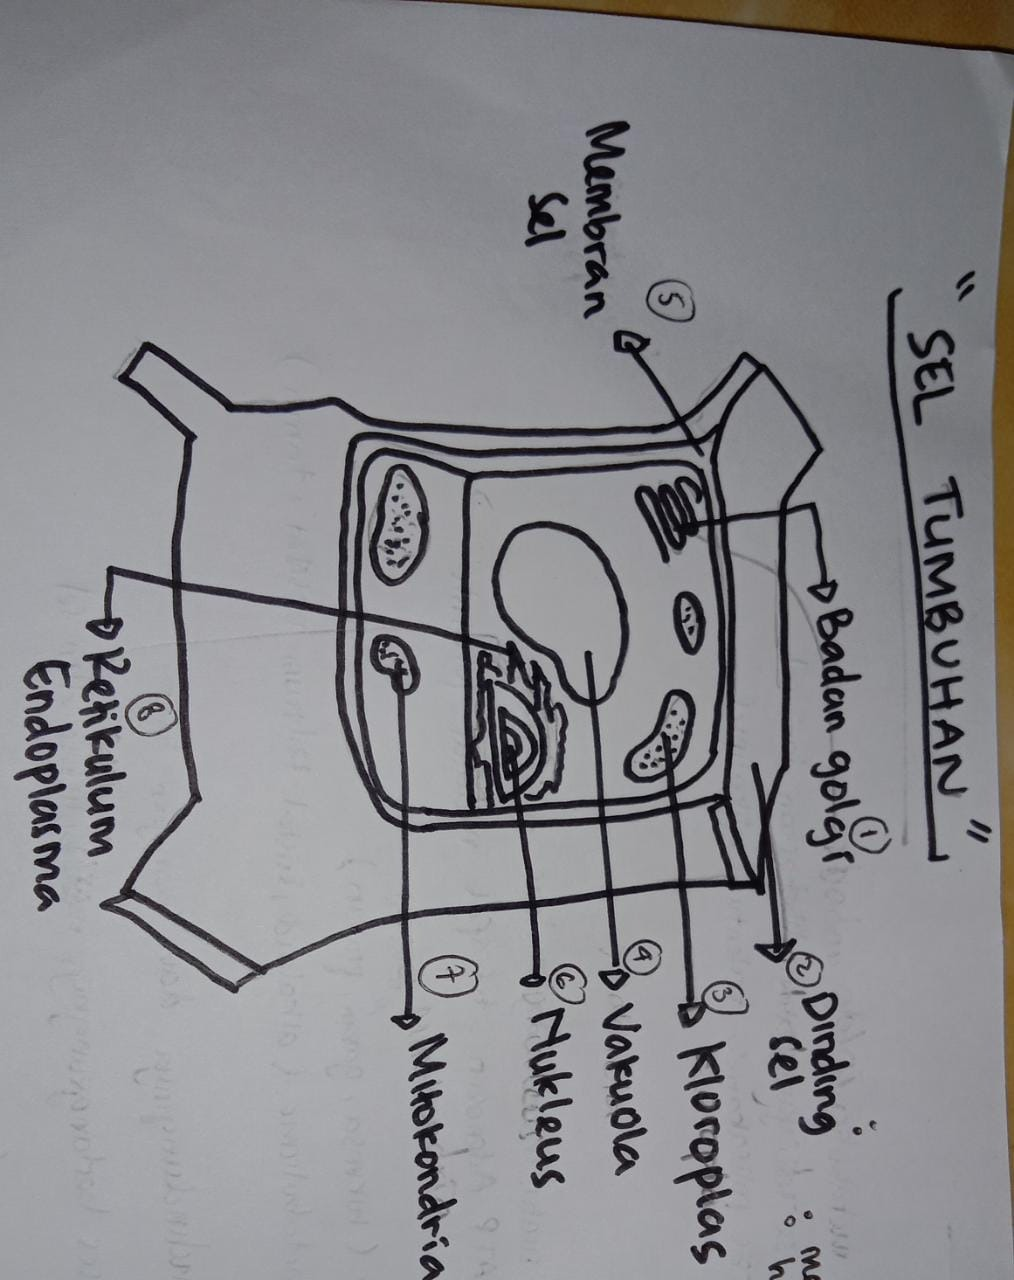 " SEL TUMBUHAN "
① Badan golgi
② Dinding
Sel
③ Kloroplas
④ Vakuola
⑤
Membran
Sel
⑥ Nukleus
⑦ Mitokondria
⑧ Retikulum
Endoplasma